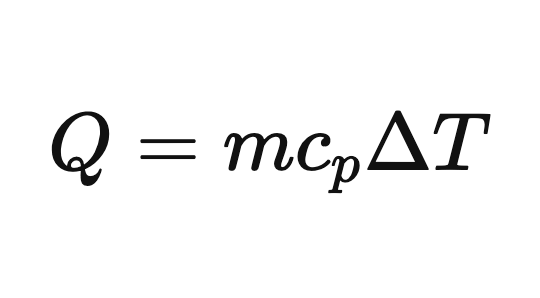 Q = mc_pΔT